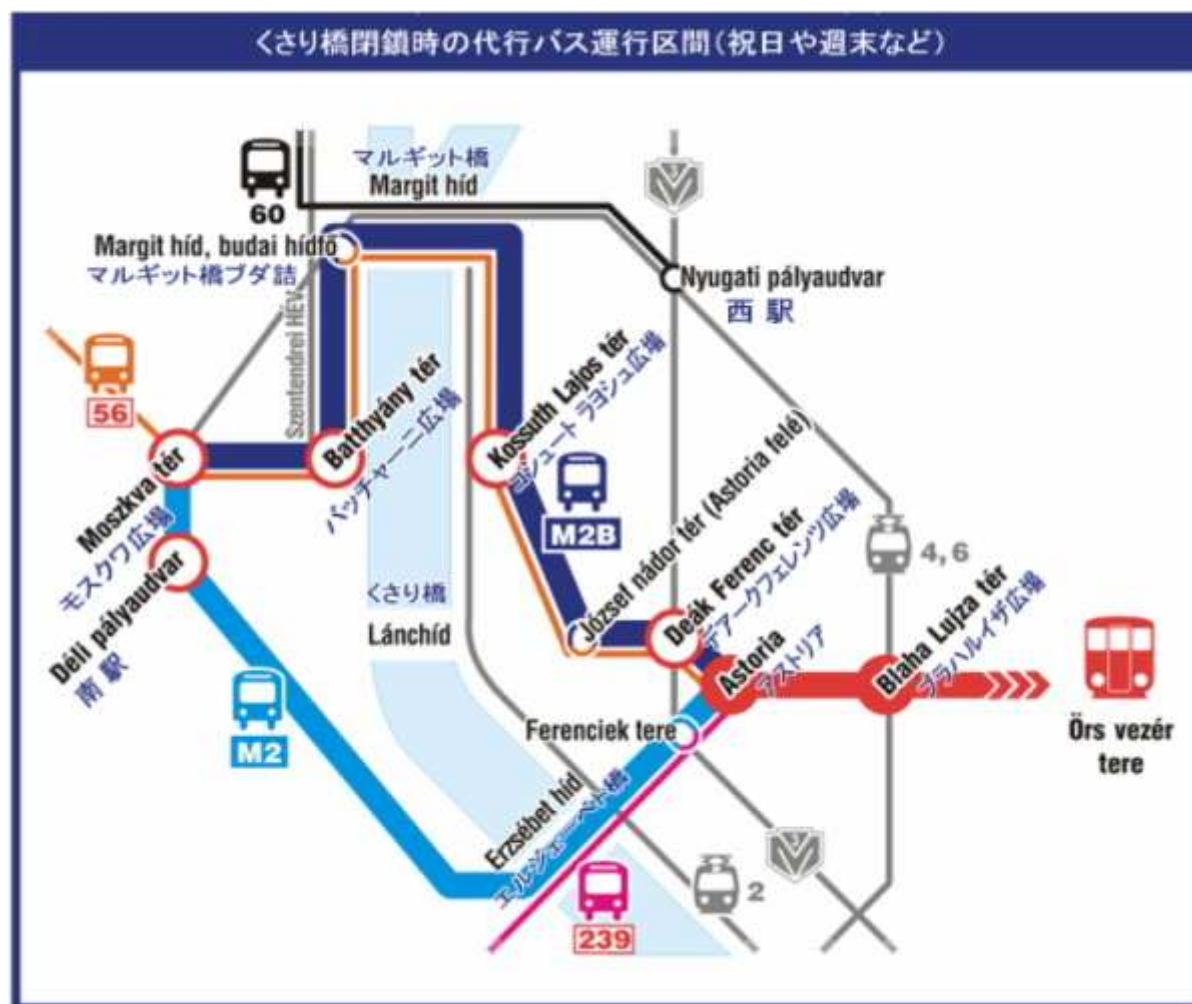 くさり橋閉鎖時の代行バス運行区間(祝日や週末など)
マルギット橋
Margit híd
60
3
Margit híd, budai hídfő
マルギット橋ブダ詰
Nyugati pályaudvar
西駅
Szentendrei HÉV
56
Batthyány tér
バッチャーニ広場
Kossuth Lajos tér
コシュート ラヨシュ広場
Moszkva tér
モスクワ広場
M2B
József nádor tér (Astoria felé)
4, 6
Déli pályaudvar
南駅
くさり橋
Lánchíd
Deák Ferenc tér
デアークフェレンツ広場
Astoria
アストリア
Blaha Lujza tér
ブラハルイザ広場
M2
Ferenciek tere
Örs vezér
tere
Erzsébet híd
エルジェーベト橋
3
2
239